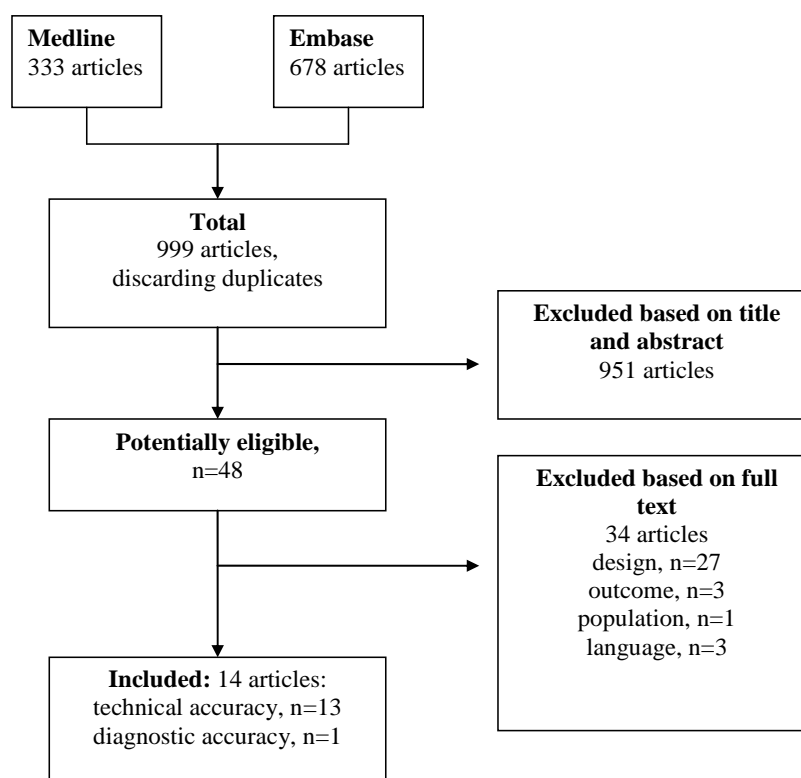 Medline
333 articles
Embase
678 articles
Total
999 articles,
discarding duplicates
Excluded based on title
and abstract
951 articles
Potentially eligible,
n=48
Excluded based on full
text
34 articles
design, n=27
outcome, n=3
population, n=1
language, n=3
Included: 14 articles:
technical accuracy, n=13
diagnostic accuracy, n=1